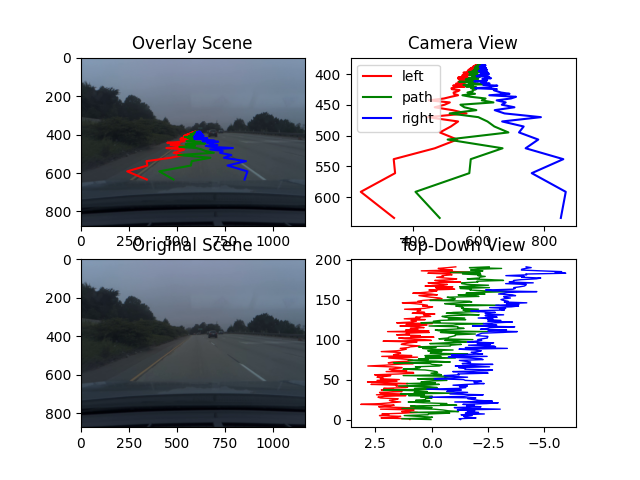 Overlay Scene
0
200
400
600
800
0 250 500 750 1000
Camera View
400
450
500
550
600
400 600 800
left
path
right
Original Scene
0
200
400
600
800
0 250 500 750 1000
Top-Down View
200
150
100
50
0
2.5 0.0 −2.5 −5.0